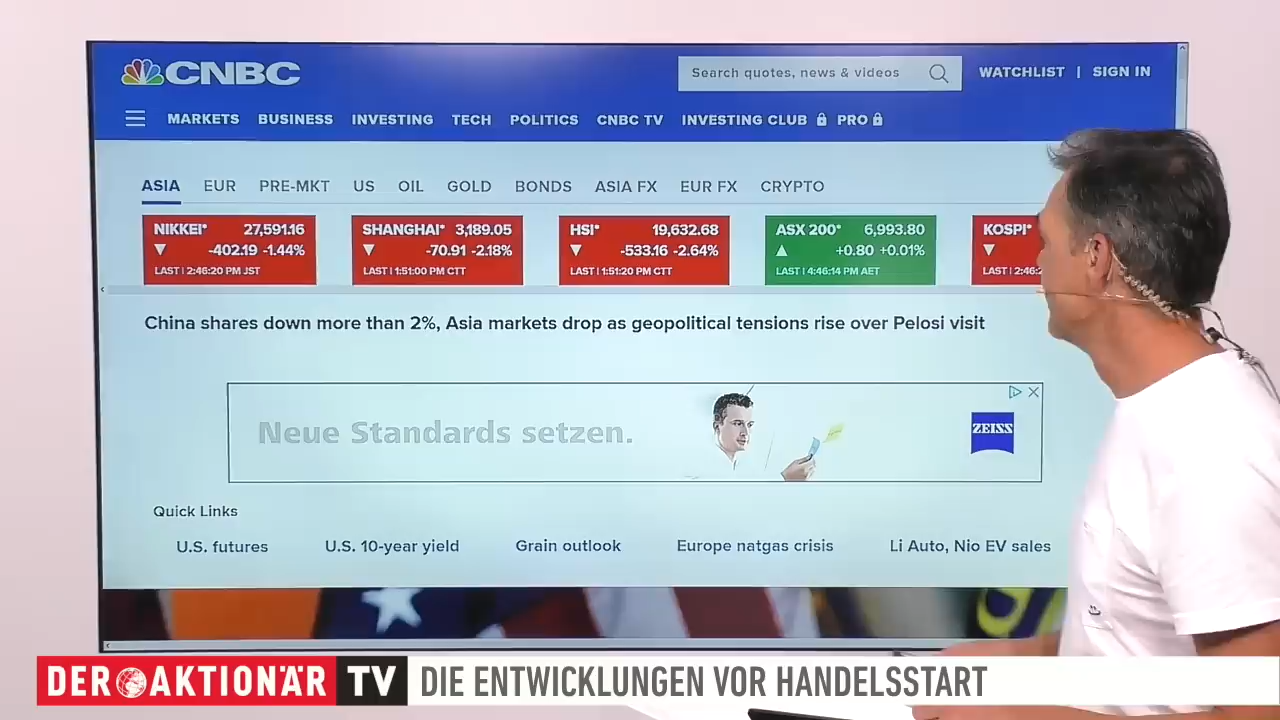 CNBC
Search quotes, news & videos
WATCHLIST | SIGN IN
MARKETS BUSINESS INVESTING TECH POLITICS CNBC TV INVESTING CLUB PRO
ASIA EUR PRE-MKT US OIL GOLD BONDS ASIA FX EUR FX CRYPTO
NIKKEI* 27,591.16
▼ -402.19 -1.44%
LAST | 2:46:20 PM JST
SHANGHAI* 3,189.05
▼ -70.91 -2.18%
LAST | 1:51:00 PM CTT
HSI* 19,632.68
▼ -533.16 -2.64%
LAST | 1:51:20 PM CTT
ASX 200* 6,993.80
▲ +0.80 +0.01%
LAST | 4:46:14 PM AET
KOSPI*
▼
LAST | 2:46:2
China shares down more than 2%, Asia markets drop as geopolitical tensions rise over Pelosi visit
Neue Standards setzen.
ZEISS
Quick Links
U.S. futures U.S. 10-year yield Grain outlook Europe natgas crisis Li Auto, Nio EV sales
DER AKTIONÄR TV DIE ENTWICKLUNGEN VOR HANDELSSTART